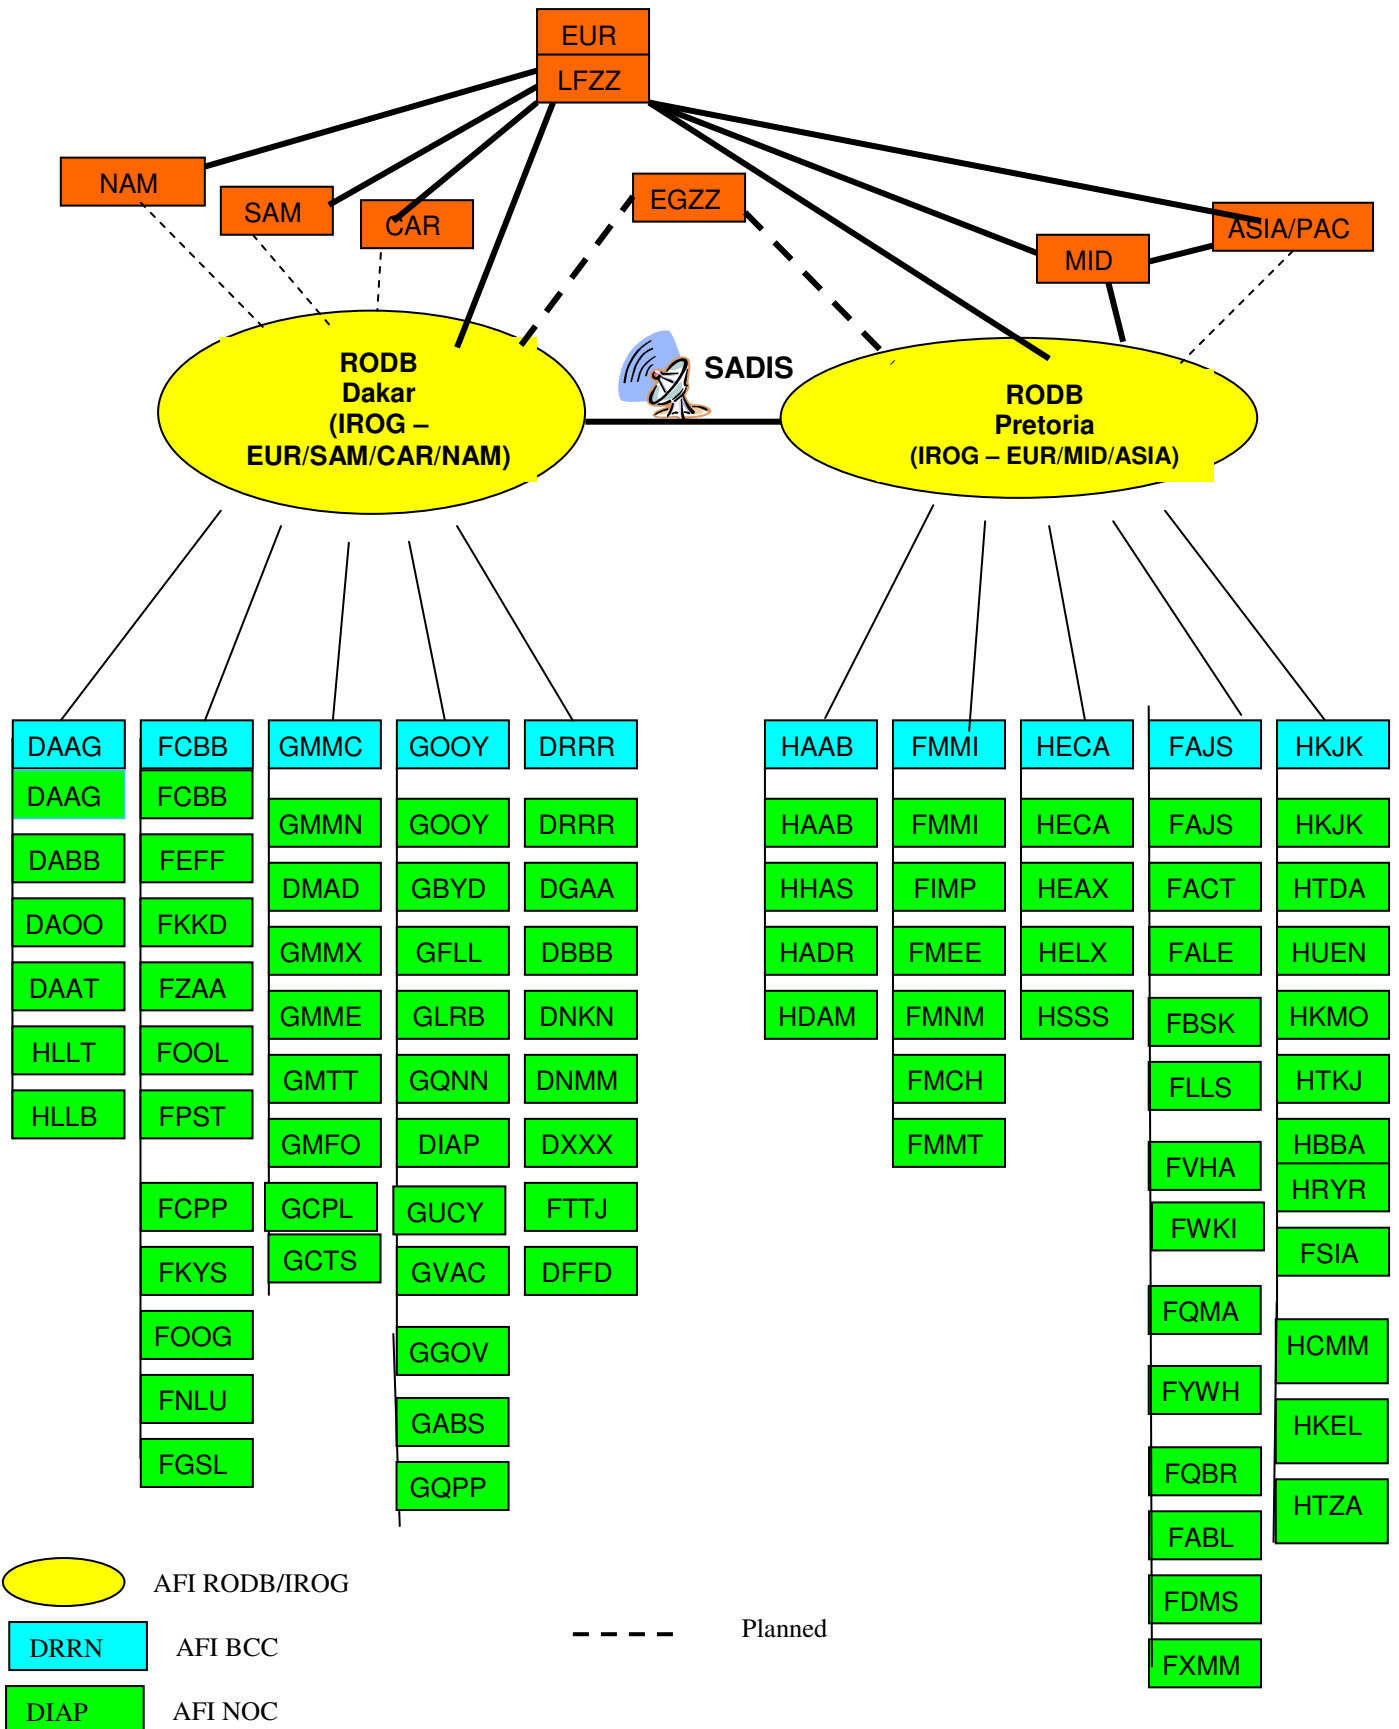 EUR
LFZZ
NAM
SAM
CAR
EGZZ
MID
ASIA/PAC
SADIS
RODB
Dakar
(IROG –
EUR/SAM/CAR/NAM)
RODB
Pretoria
(IROG – EUR/MID/ASIA)
DAAG
DAAG
DABB
DAOO
DAAT
HLLT
HLLB
FCBB
FCBB
FEFF
FKKD
FZAA
FOOL
FPST
FCPP
FKYS
FOOG
FNLU
FGSL
GMMC
GMMN
DMAD
GMMX
GMME
GMTT
GMFO
GCPL
GCTS
GOOY
GOOY
GBYD
GFLL
GLRB
GQNN
DIAP
GUCY
GVAC
GGOV
GABS
GQPP
DRRR
DRRR
DGAA
DBBB
DNKN
DNMM
DXXX
FTTJ
DFFD
HAAB
HAAB
HHAS
HADR
HDAM
FMMI
FMMI
FIMP
FMEE
FMNM
FMCH
FMMT
HECA
HECA
HEAX
HELX
HSSS
FAJS
FAJS
FACT
FALE
FBSK
FLLS
FVHA
FWKI
FQMA
FYWH
FQBR
FABL
FDMS
FXMM
HKJK
HKJK
HTDA
HUEN
HKMO
HTKJ
HBBA
HRYR
FSIA
HCMM
HKEL
HTZA
AFI RODB/IROG
DRRN AFI BCC
DIAP AFI NOC
Planned